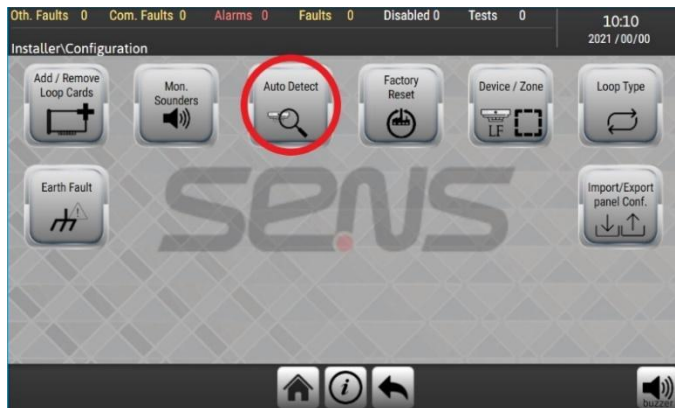 Oth. Faults 0 Com. Faults 0 Alarms 0 Faults 0 Disabled 0 Tests 0
10:10
2021 / 00/00
Installer\Configuration
Add / Remove
Loop Cards
Mon.
Sounders
Auto Detect
Factory
Reset
Device / Zone
LF
Loop Type
Earth Fault
Import/Export
panel Conf.
SENS
i
buzzer